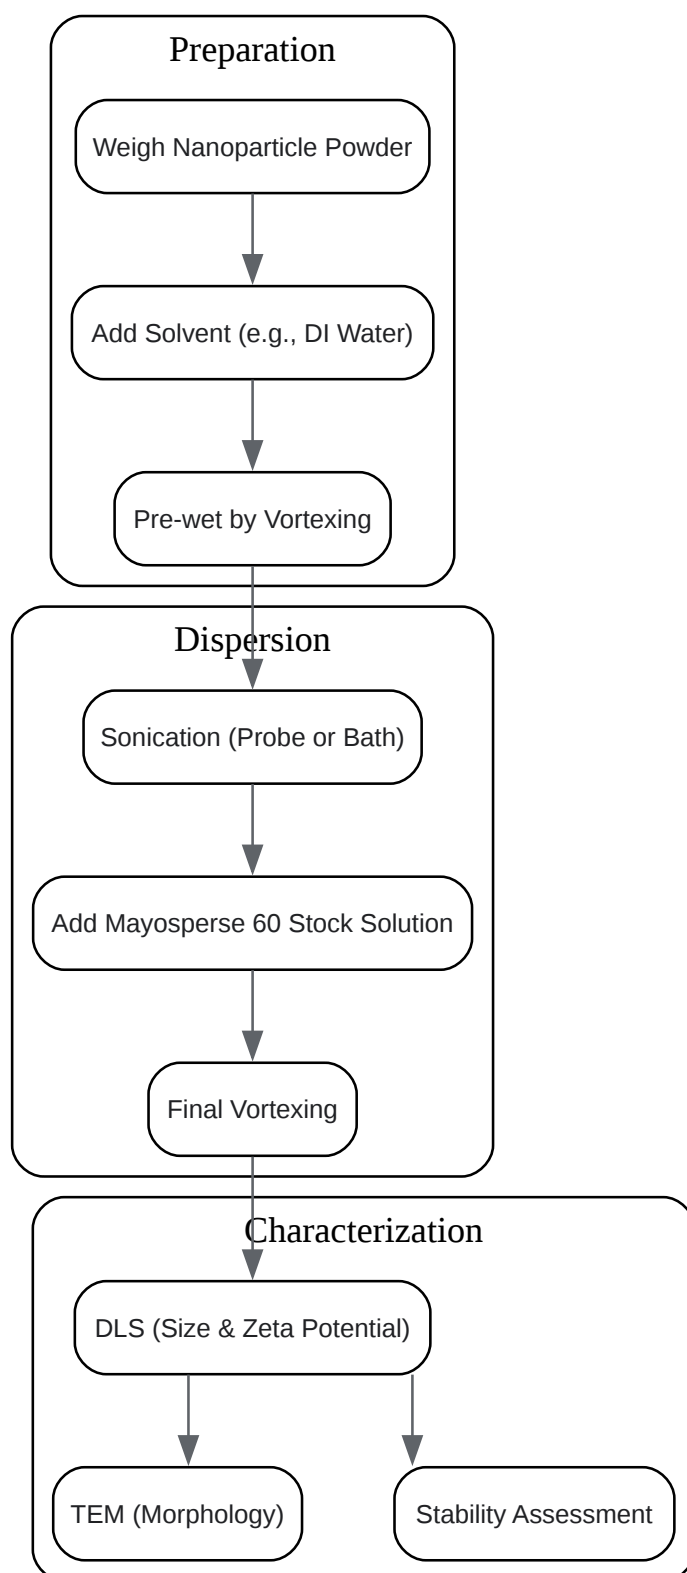 Preparation
Weigh Nanoparticle Powder
Add Solvent (e.g., DI Water)
Pre-wet by Vortexing
Dispersion
Sonication (Probe or Bath)
Add Mayosperse 60 Stock Solution
Final Vortexing
Characterization
DLS (Size & Zeta Potential)
TEM (Morphology)
Stability Assessment